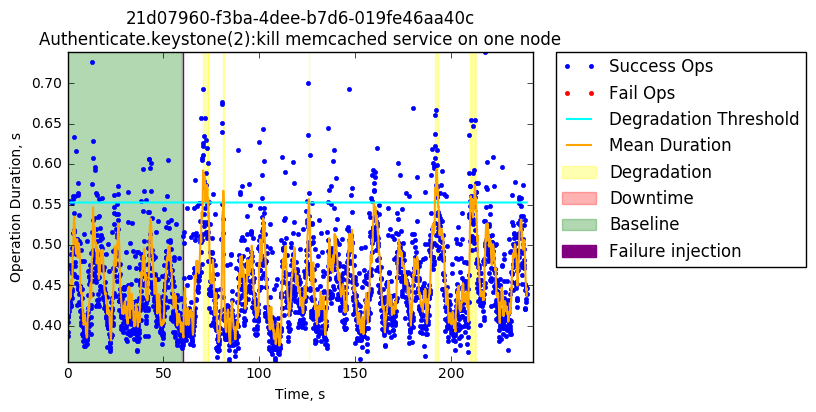 21d07960-f3ba-4dee-b7d6-019fe46aa40c
Authenticate.keystone(2):kill memcached service on one node
Operation Duration, s
0.70
0.65
0.60
0.55
0.50
0.45
0.40
0
50
100
150
200
Time, s
Success Ops
Fail Ops
Degradation Threshold
Mean Duration
Degradation
Downtime
Baseline
Failure injection